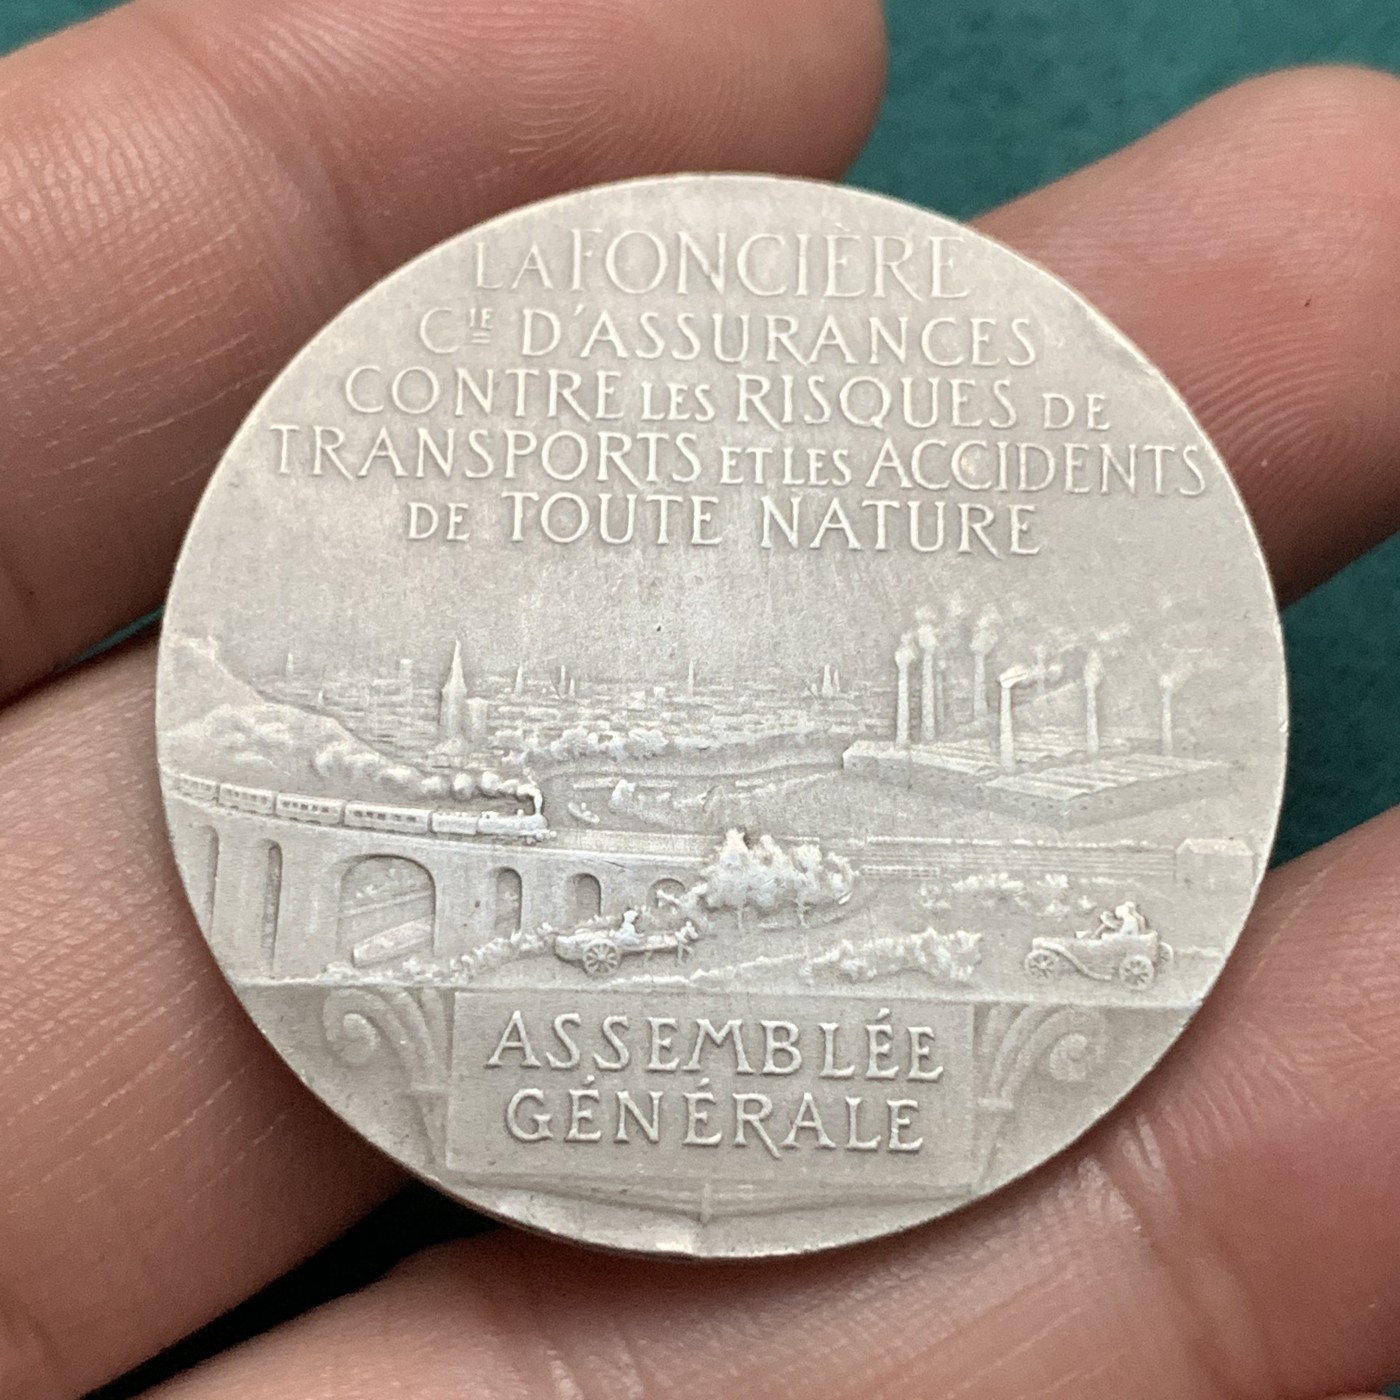 LA FONCIÈRE
CIE D'ASSURANCES
CONTRE LES RISQUES DE
TRANSPORTS ET LES ACCIDENTS
DE TOUTE NATURE
ASSEMBLÉE
GÉNÉRALE